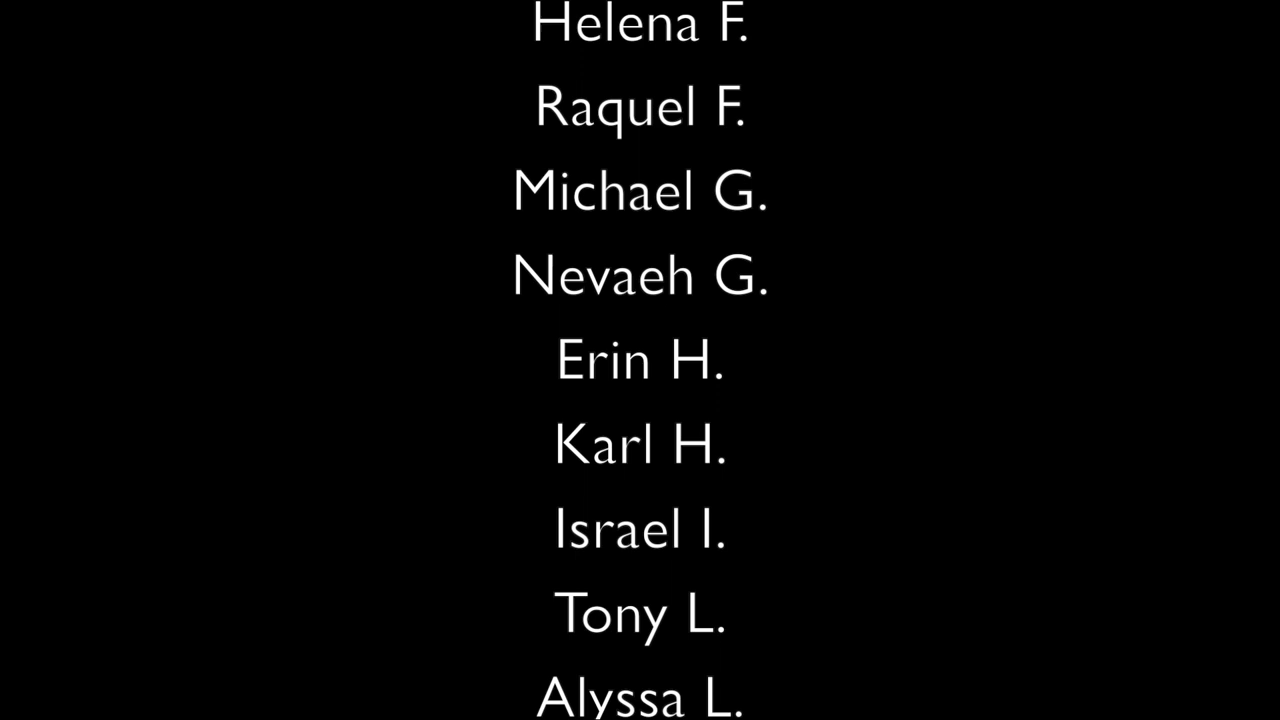 Helena F.
Raquel F.
Michael G.
Nevaeh G.
Erin H.
Karl H.
Israel I.
Tony L.
Alyssa L.